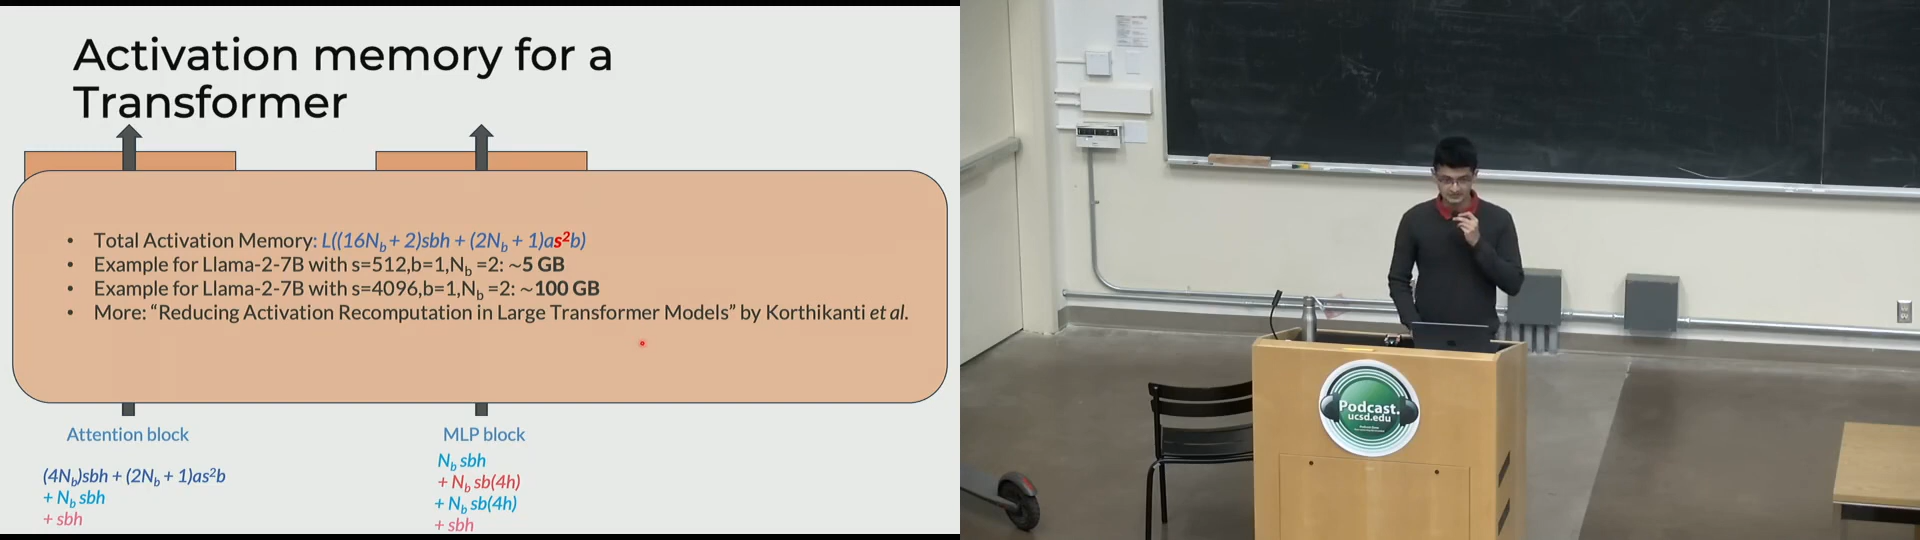 Activation memory for a
Transformer
• Total Activation Memory: L((16N_b + 2)sbh + (2N_b + 1)as²b)
• Example for Llama-2-7B with s=512,b=1,N_b =2: ~5 GB
• Example for Llama-2-7B with s=4096,b=1,N_b =2: ~100 GB
• More: “Reducing Activation Recomputation in Large Transformer Models” by Korthikanti et al.
Attention block
(4N_b)sbh + (2N_b + 1)as²b
+ N_b sbh
+ sbh
MLP block
N_b sbh
+ N_b sb(4h)
+ N_b sb(4h)
+ sbh
Podcast.
ucsd.edu